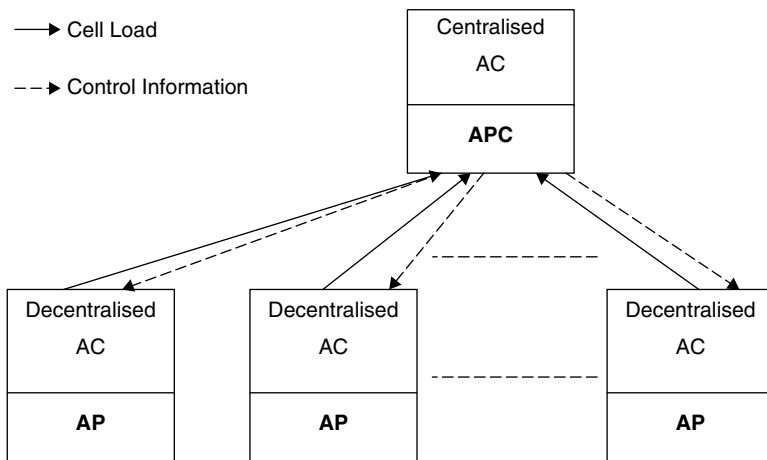 Cell Load
Control Information
Centralised
AC
APC
Decentralised
AC
AP
Decentralised
AC
AP
Decentralised
AC
AP